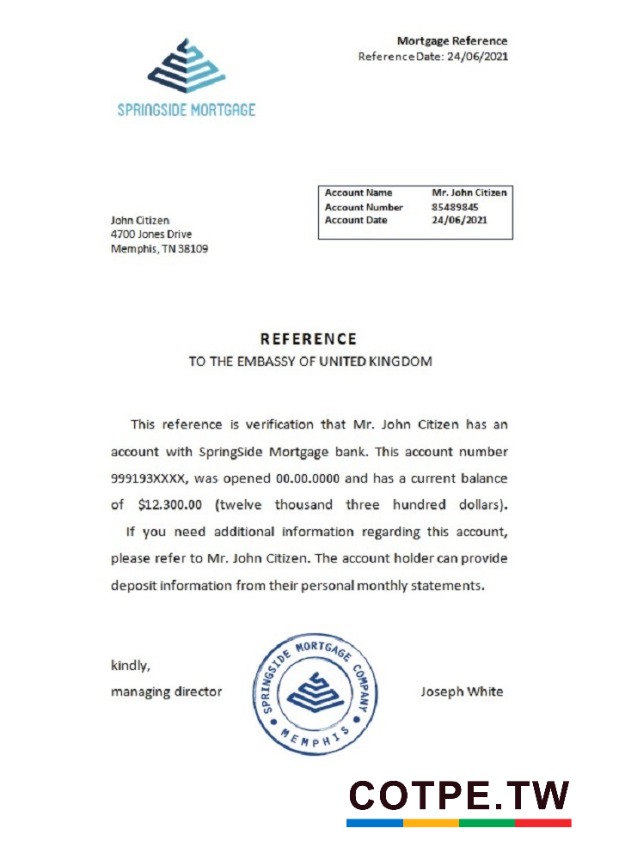 Mortgage Reference
Reference Date: 24/06/2021
SPRINGSIDE MORTGAGE
Account Name Mr. John Citizen
Account Number 85489845
Account Date 24/06/2021
John Citizen
4700 Jones Drive
Memphis, TN 38109
REFERENCE
TO THE EMBASSY OF UNITED KINGDOM
This reference is verification that Mr. John Citizen has an
account with SpringSide Mortgage bank. This account number
999193XXXX, was opened 00.00.0000 and has a current balance
of $12.300.00 (twelve thousand three hundred dollars).
If you need additional information regarding this account,
please refer to Mr. John Citizen. The account holder can provide
deposit information from their personal monthly statements.
kindly,
managing director
SPRINGSIDE MORTGAGE COMPANY
MEMPHIS
Joseph White
COTPE.TW